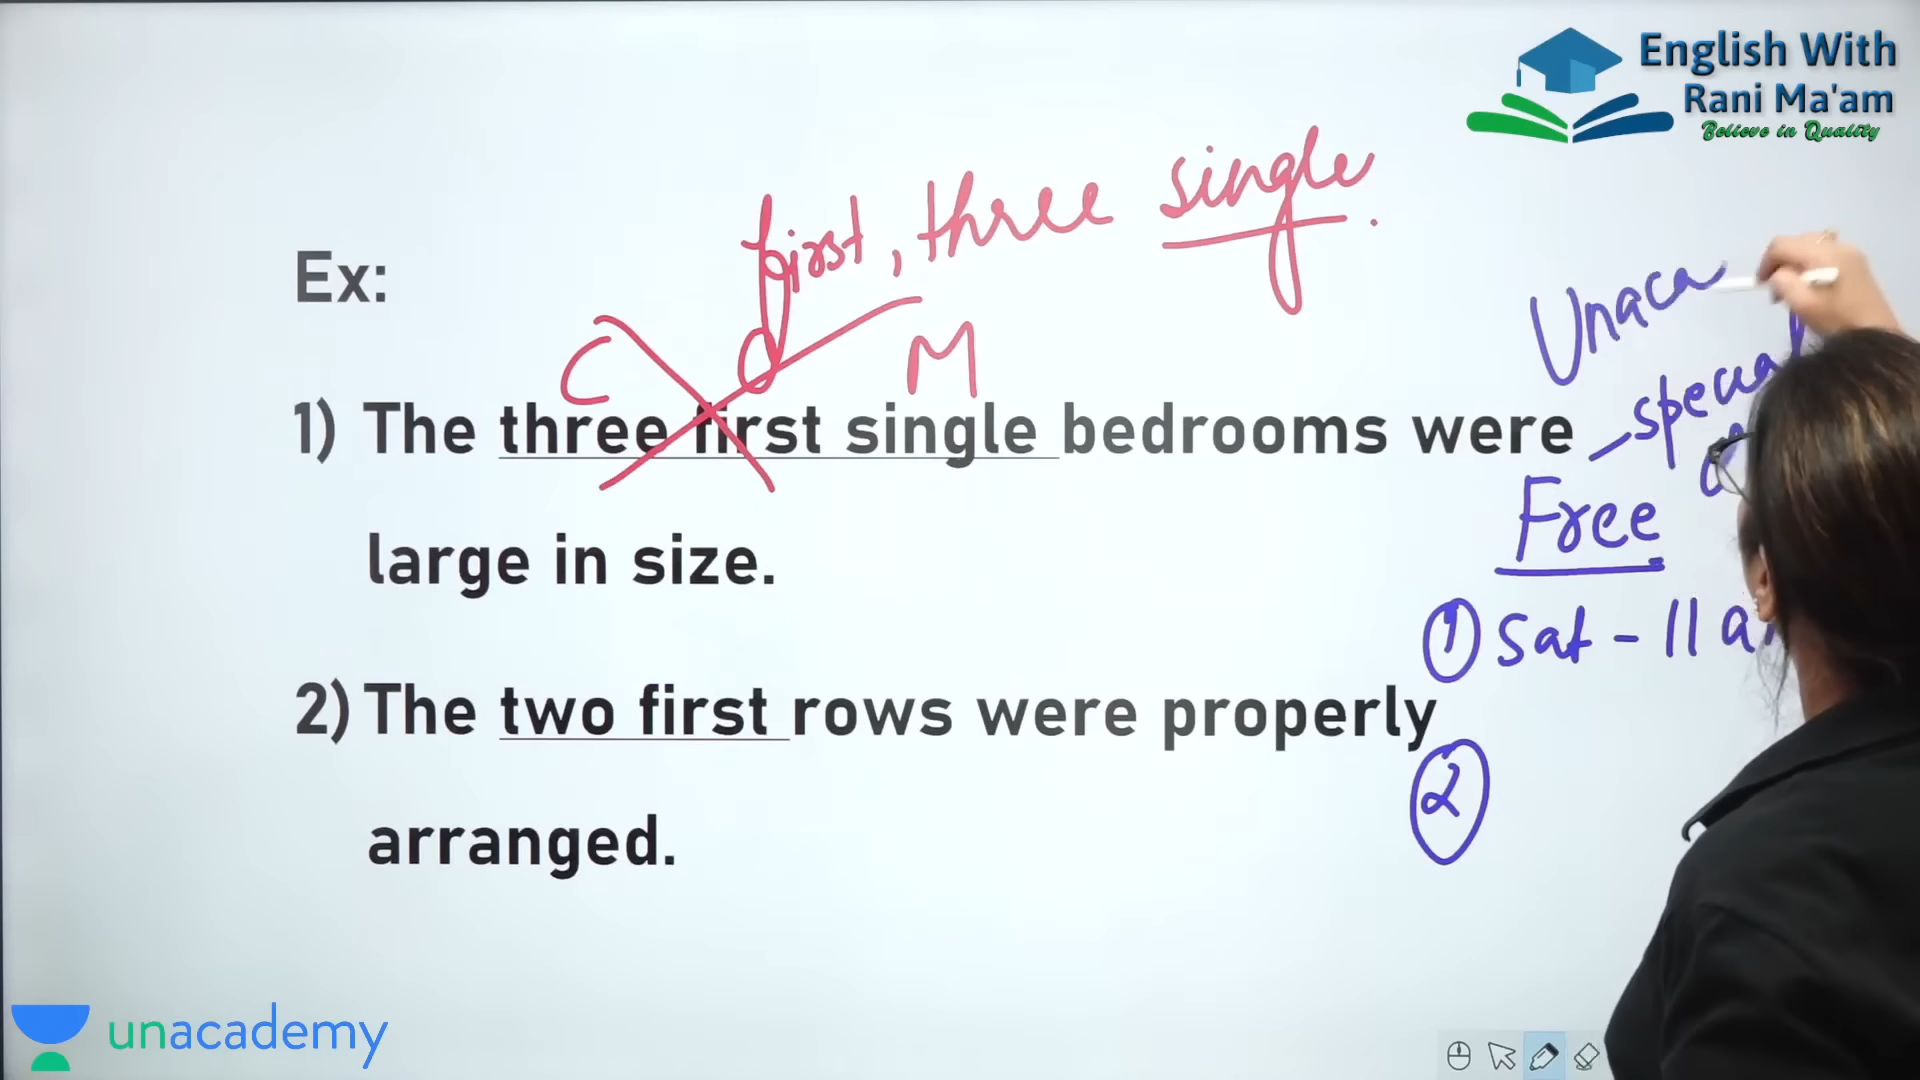 English With
Rani Ma'am
Believe in Quality
first, three single.
Ex:
C O M
1) The three first single bedrooms were
large in size.
2) The two first rows were properly
arranged.
Unaca
– special
Free
① Sat - 11 a
②
unacademy